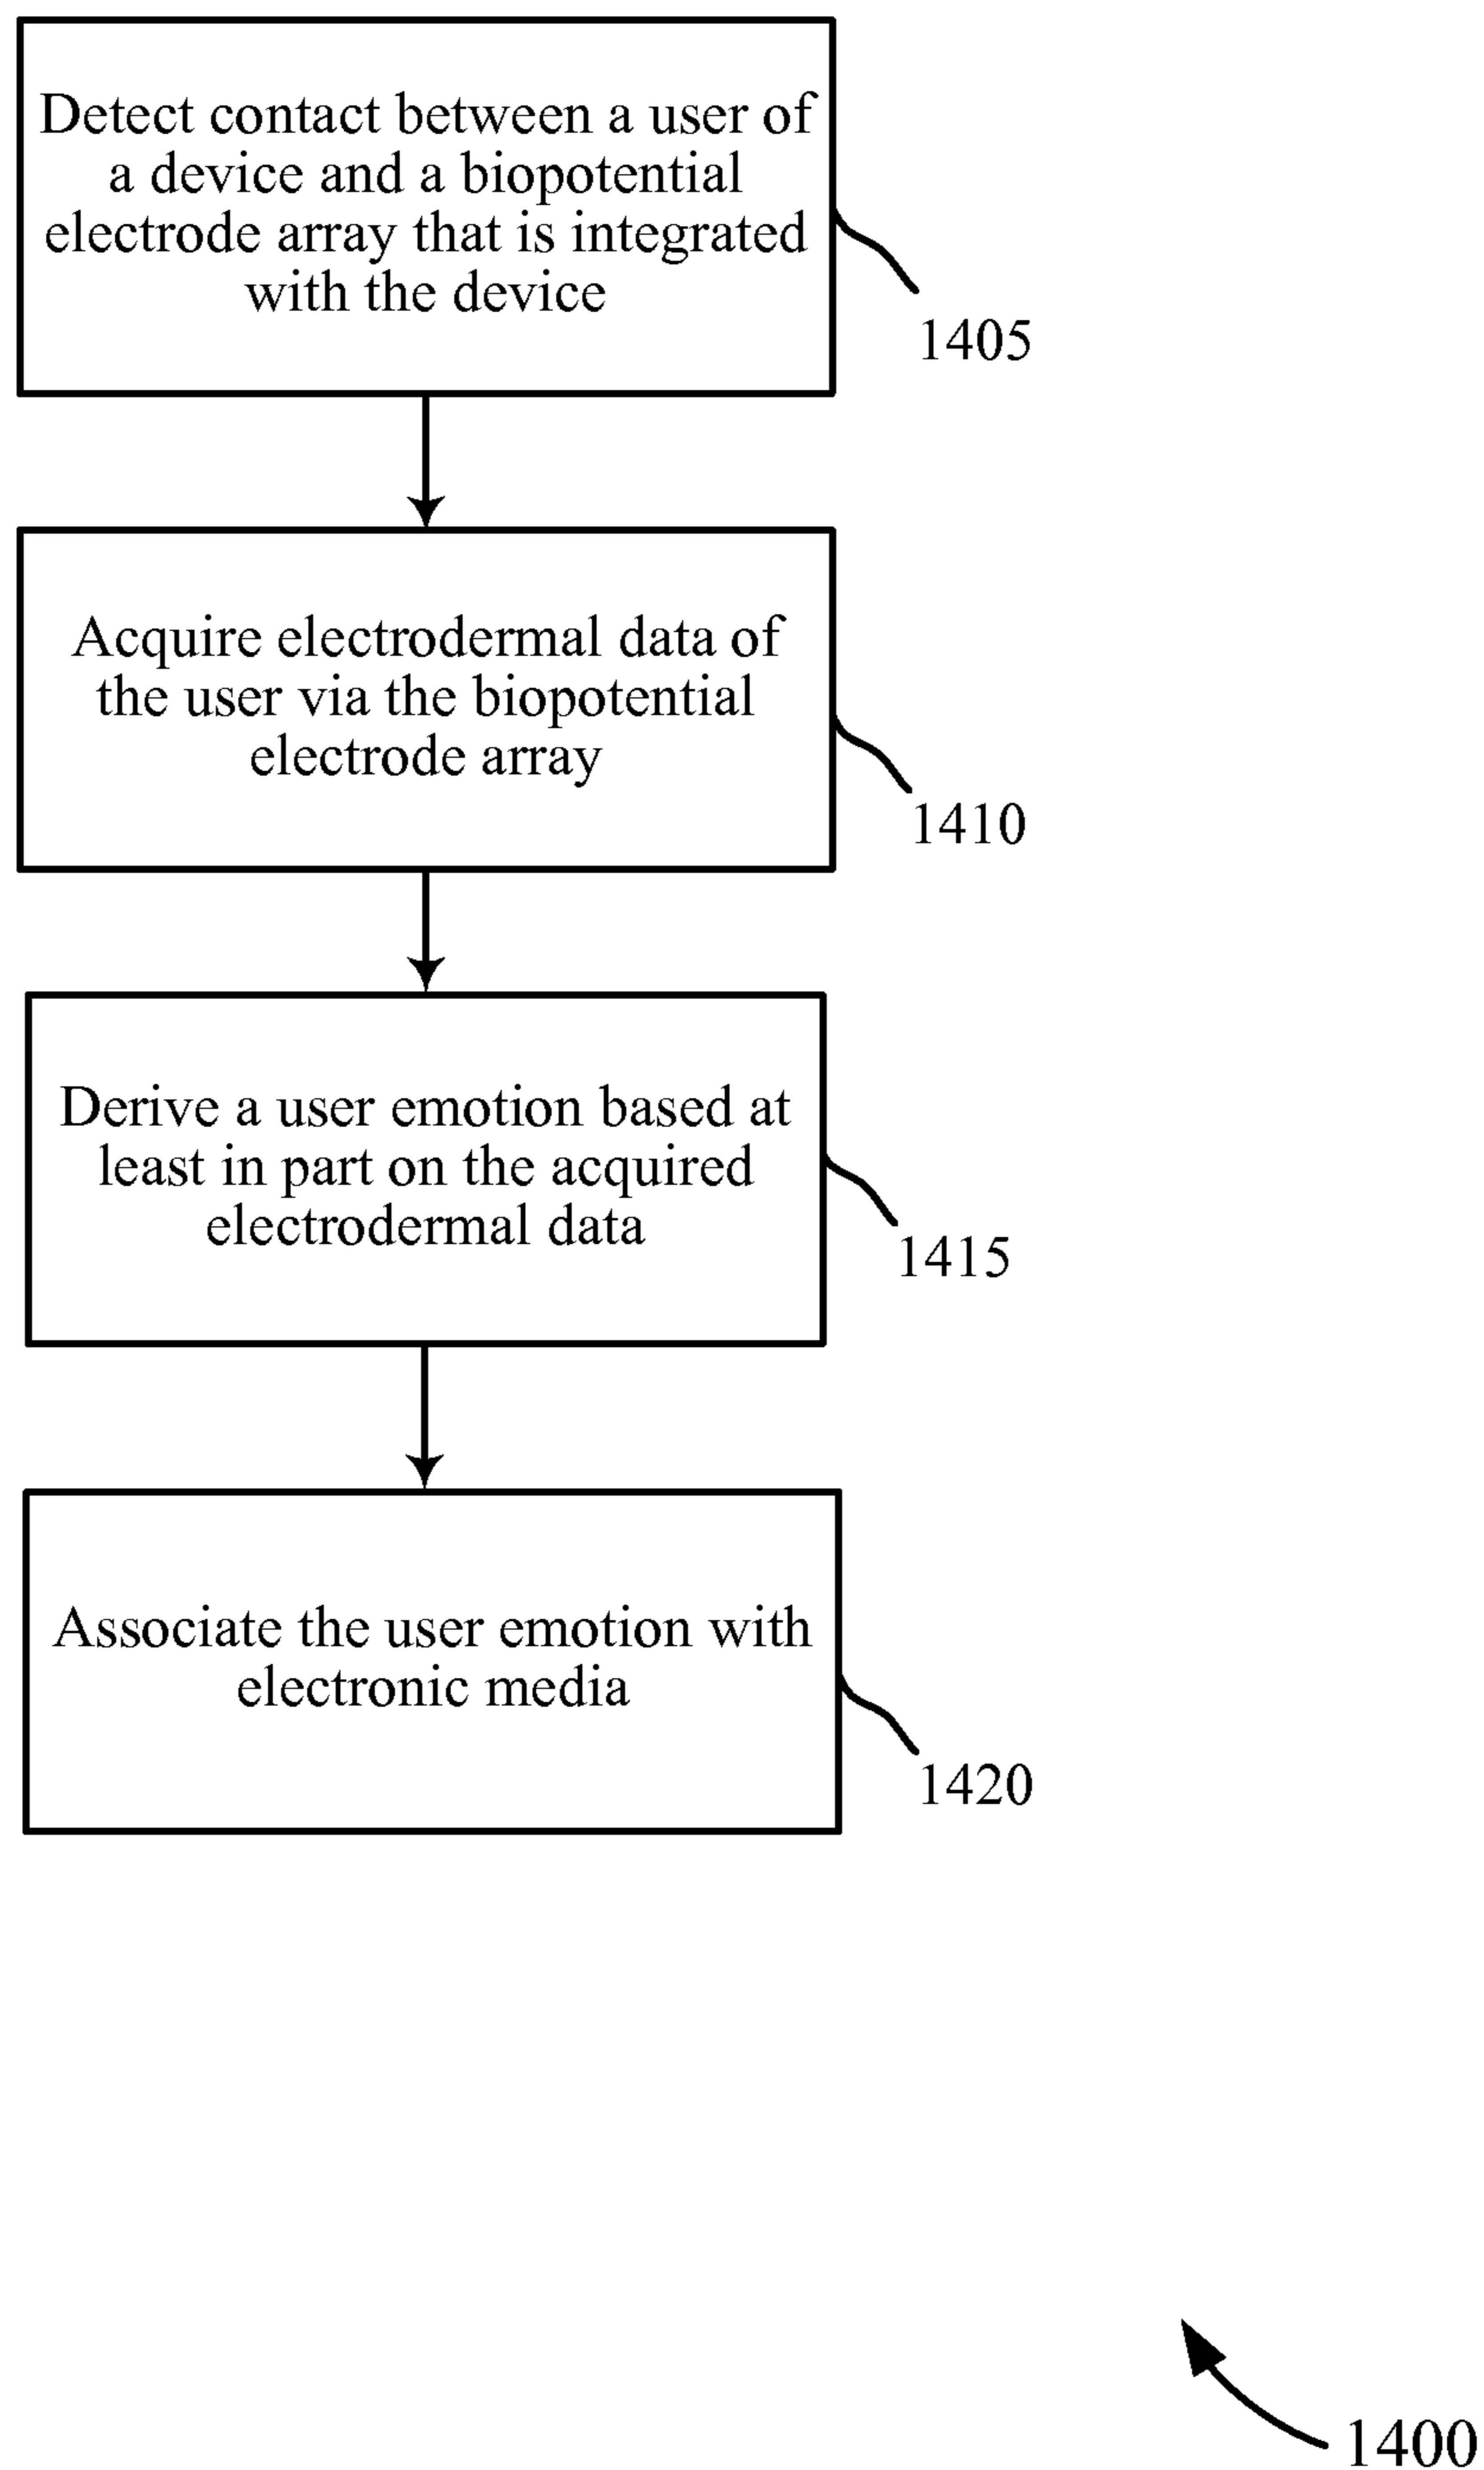 Detect contact between a user of
a device and a biopotential
electrode array that is integrated
with the device
1405
Acquire electrodermal data of
the user via the biopotential
electrode array
1410
Derive a user emotion based at
least in part on the acquired
electrodermal data
1415
Associate the user emotion with
electronic media
1420
1400